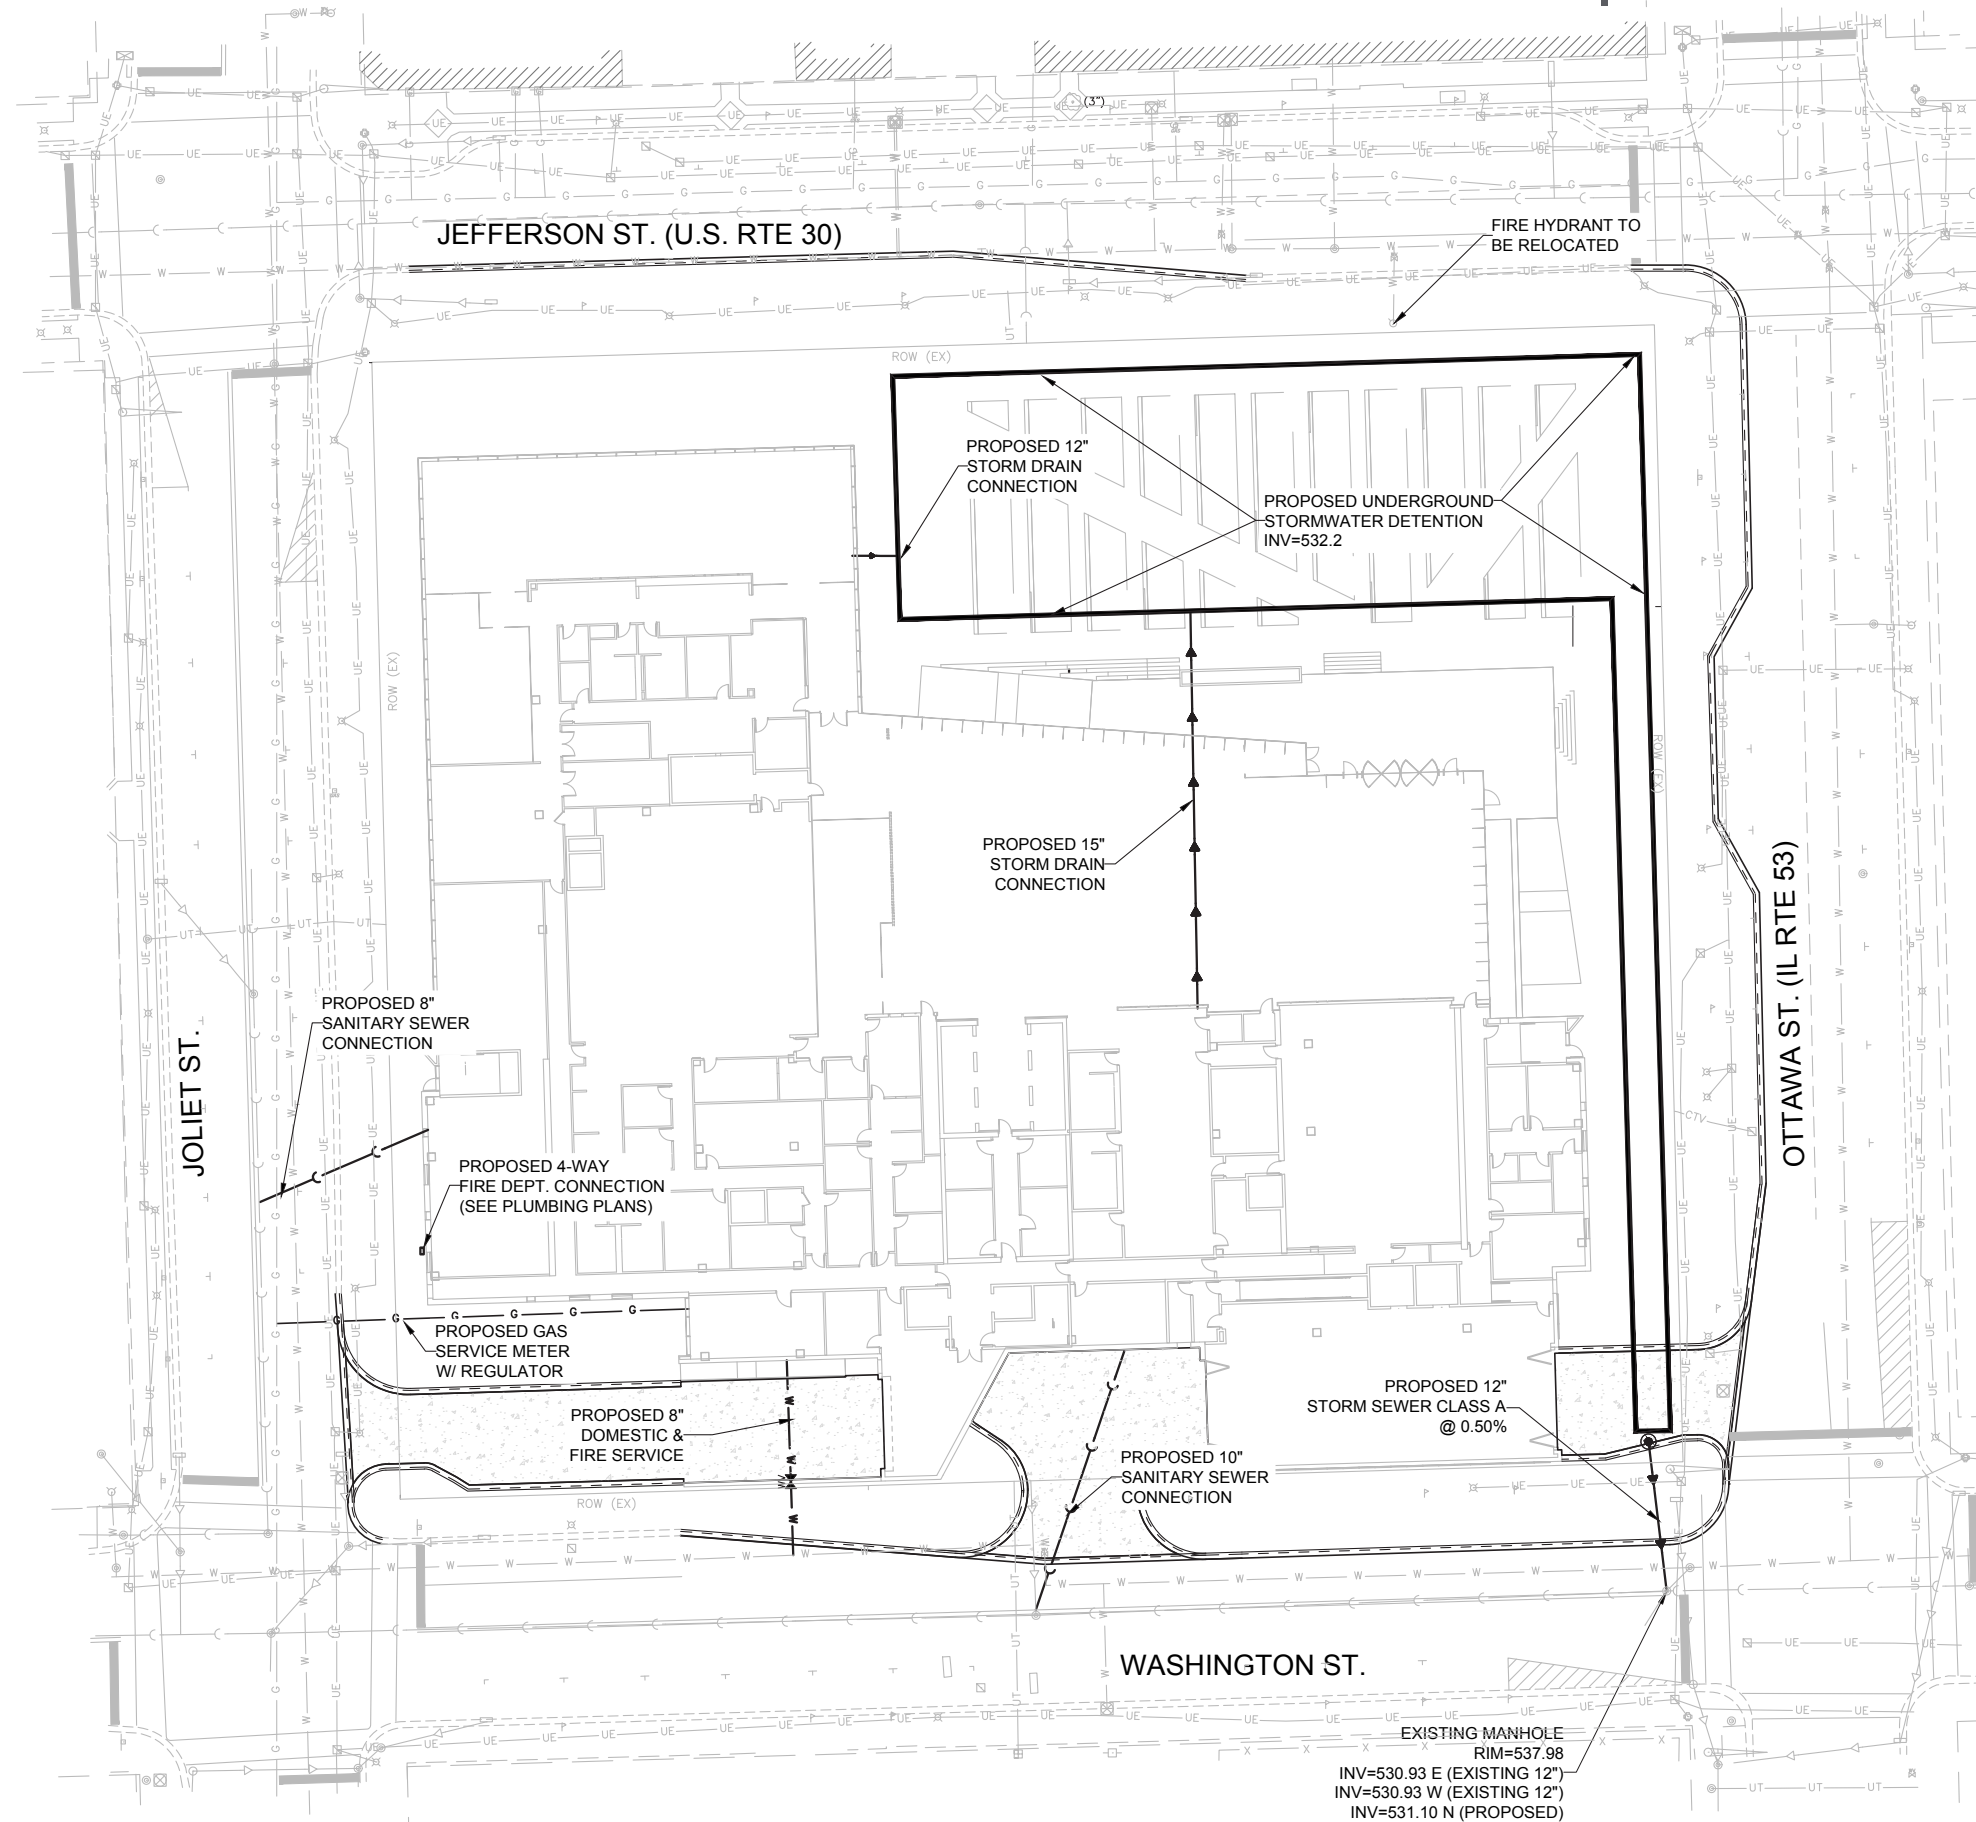 (3")
JEFFERSON ST. (U.S. RTE 30)
FIRE HYDRANT TO
BE RELOCATED
ROW (EX)
PROPOSED 12"
STORM DRAIN
CONNECTION
PROPOSED UNDERGROUND
STORMWATER DETENTION
INV=532.2
ROW (EX)
ROW (EX)
PROPOSED 15"
STORM DRAIN
CONNECTION
OTTAWA ST. (IL RTE 53)
PROPOSED 8"
SANITARY SEWER
CONNECTION
JOLIET ST.
CTV
PROPOSED 4-WAY
FIRE DEPT. CONNECTION
(SEE PLUMBING PLANS)
G G G G G G
PROPOSED GAS
SERVICE METER
W/ REGULATOR
PROPOSED 8"
DOMESTIC &
FIRE SERVICE
PROPOSED 12"
STORM SEWER CLASS A
@ 0.50%
PROPOSED 10"
SANITARY SEWER
CONNECTION
ROW (EX)
WASHINGTON ST.
EXISTING MANHOLE
RIM=537.98
INV=530.93 E (EXISTING 12")
INV=530.93 W (EXISTING 12")
INV=531.10 N (PROPOSED)
UT UT UT